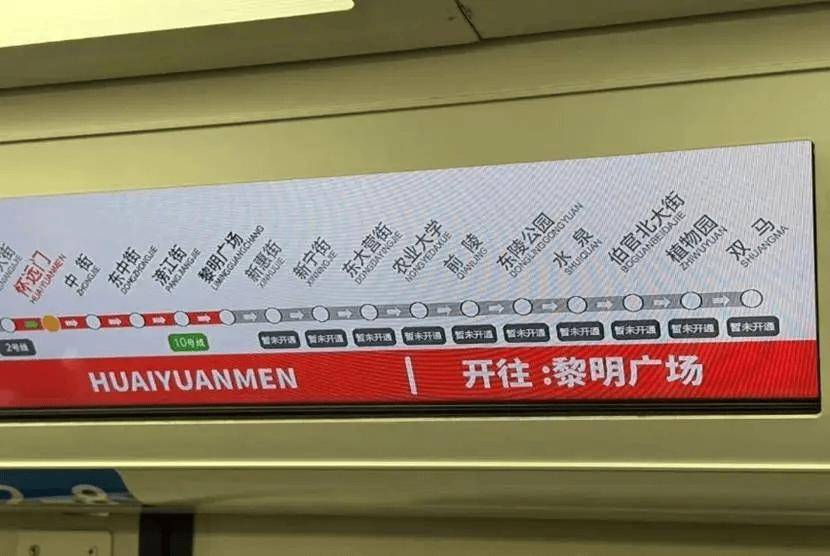 怀远门
HUAIYUANMEN
中街
ZHONGJIE
东中街
DONGZHONGJIE
滂江街
PANGJIANGJIE
黎明广场
LIMINGGUANGCHANG
新惠街
XINHUIJIE
新宁街
XINNINGJIE
东大营街
DONGDAYINGJIE
农业大学
NONGYEDAXUE
前陵
QIANLING
东陵公园
DONGLINGGONGYUAN
水泉
SHUIQUAN
伯官北大街
BOGUANBEIDAJIE
植物园
ZHIWUYUAN
双马
SHUANGMA
2号线
10号线
暂未开通
暂未开通
暂未开通
暂未开通
暂未开通
暂未开通
暂未开通
暂未开通
暂未开通
暂未开通
HUAIYUANMEN
开往:黎明广场